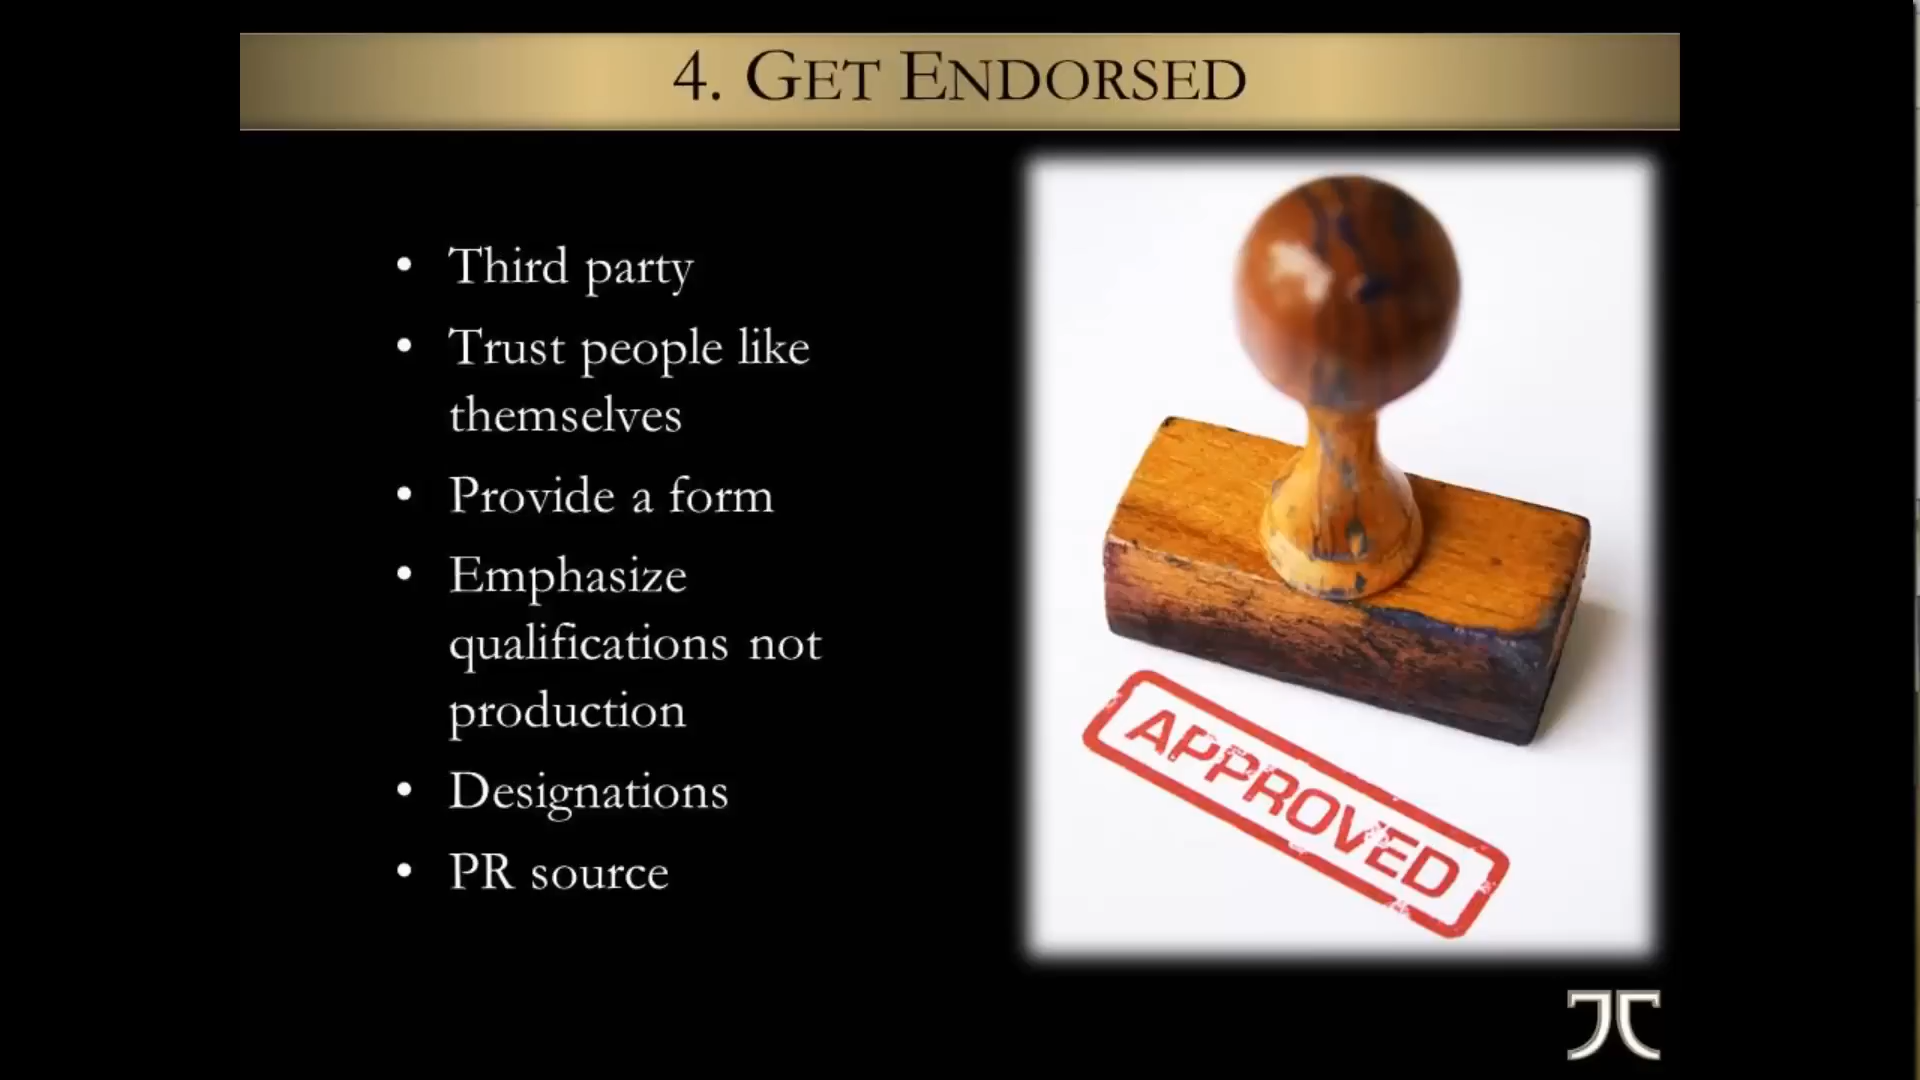 4. GET ENDORSED
• Third party
• Trust people like
themselves
• Provide a form
• Emphasize
qualifications not
production
• Designations
• PR source
APPROVED
JC